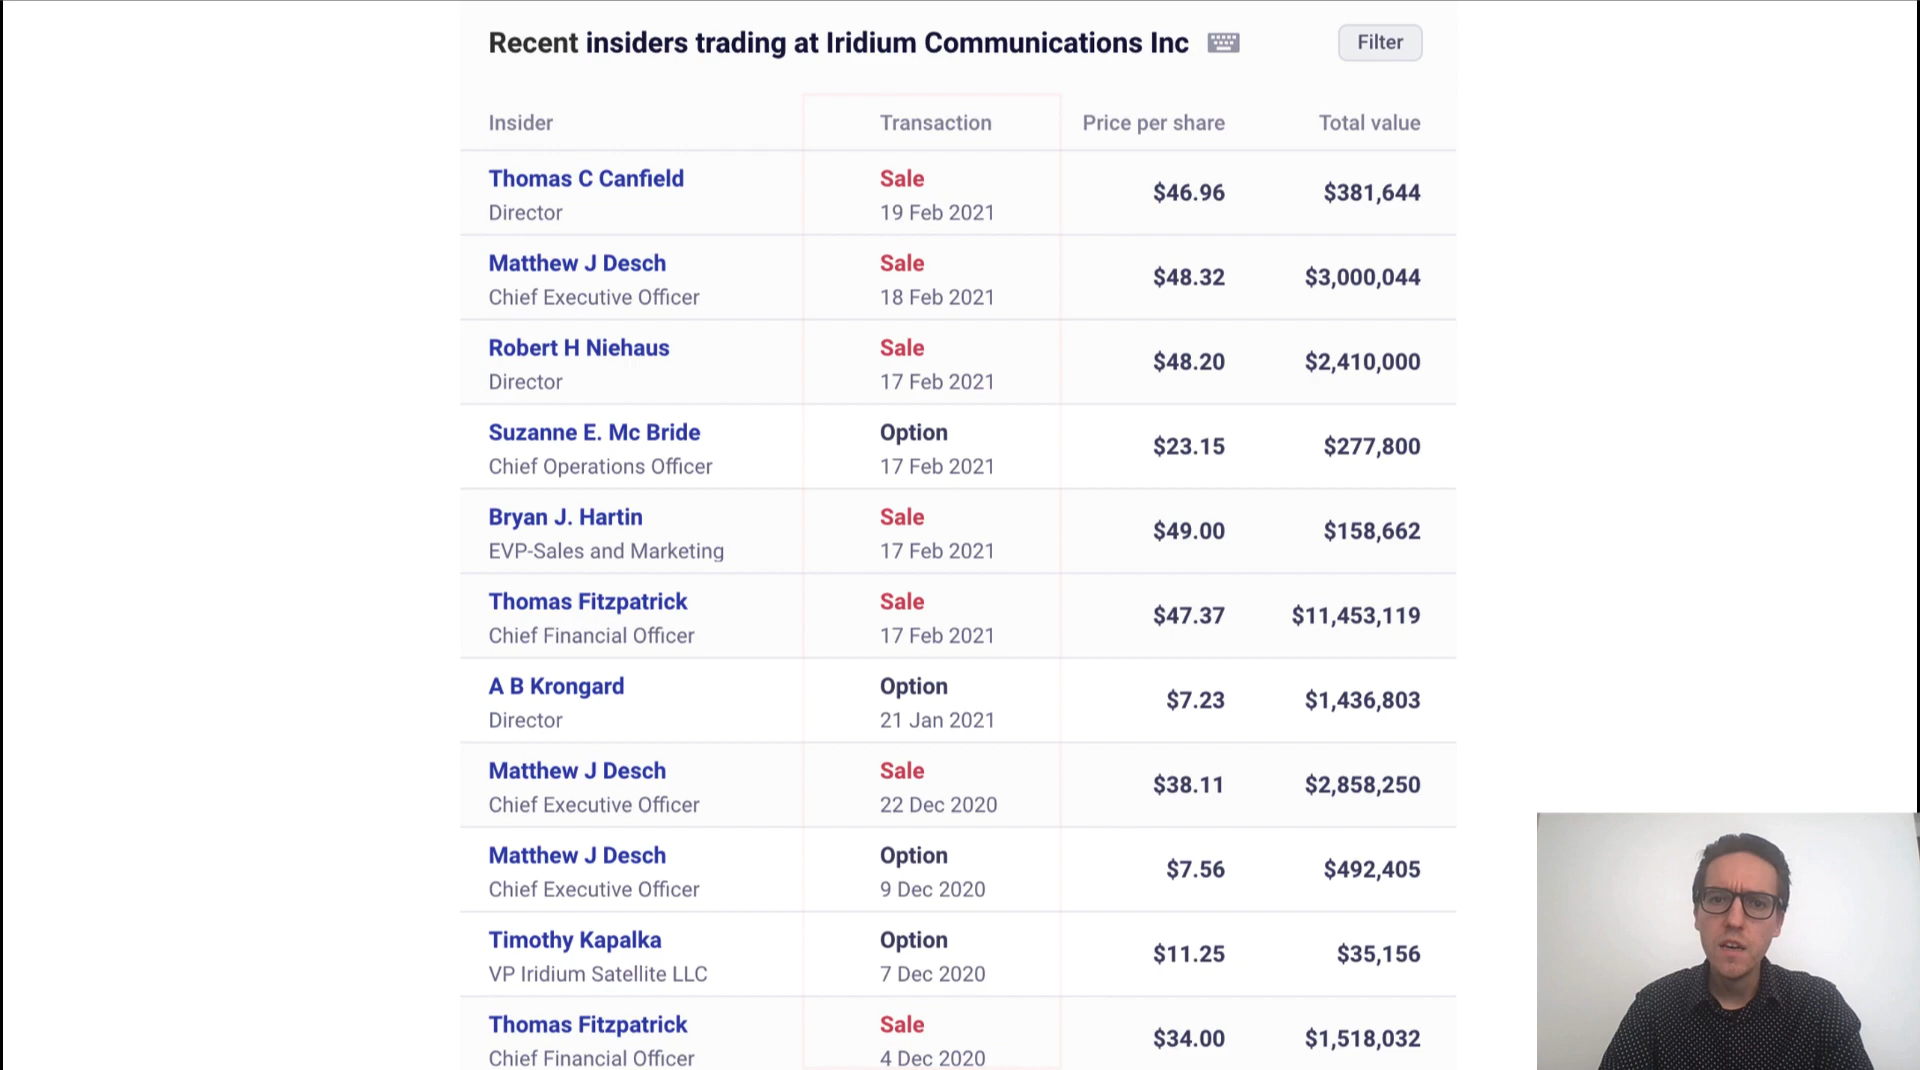 Recent insiders trading at Iridium Communications Inc
Filter
Insider Transaction Price per share Total value
Thomas C Canfield Sale $46.96 $381,644
Director 19 Feb 2021
Matthew J Desch Sale $48.32 $3,000,044
Chief Executive Officer 18 Feb 2021
Robert H Niehaus Sale $48.20 $2,410,000
Director 17 Feb 2021
Suzanne E. Mc Bride Option $23.15 $277,800
Chief Operations Officer 17 Feb 2021
Bryan J. Hartin Sale $49.00 $158,662
EVP-Sales and Marketing 17 Feb 2021
Thomas Fitzpatrick Sale $47.37 $11,453,119
Chief Financial Officer 17 Feb 2021
A B Krongard Option $7.23 $1,436,803
Director 21 Jan 2021
Matthew J Desch Sale $38.11 $2,858,250
Chief Executive Officer 22 Dec 2020
Matthew J Desch Option $7.56 $492,405
Chief Executive Officer 9 Dec 2020
Timothy Kapalka Option $11.25 $35,156
VP Iridium Satellite LLC 7 Dec 2020
Thomas Fitzpatrick Sale $34.00 $1,518,032
Chief Financial Officer 4 Dec 2020